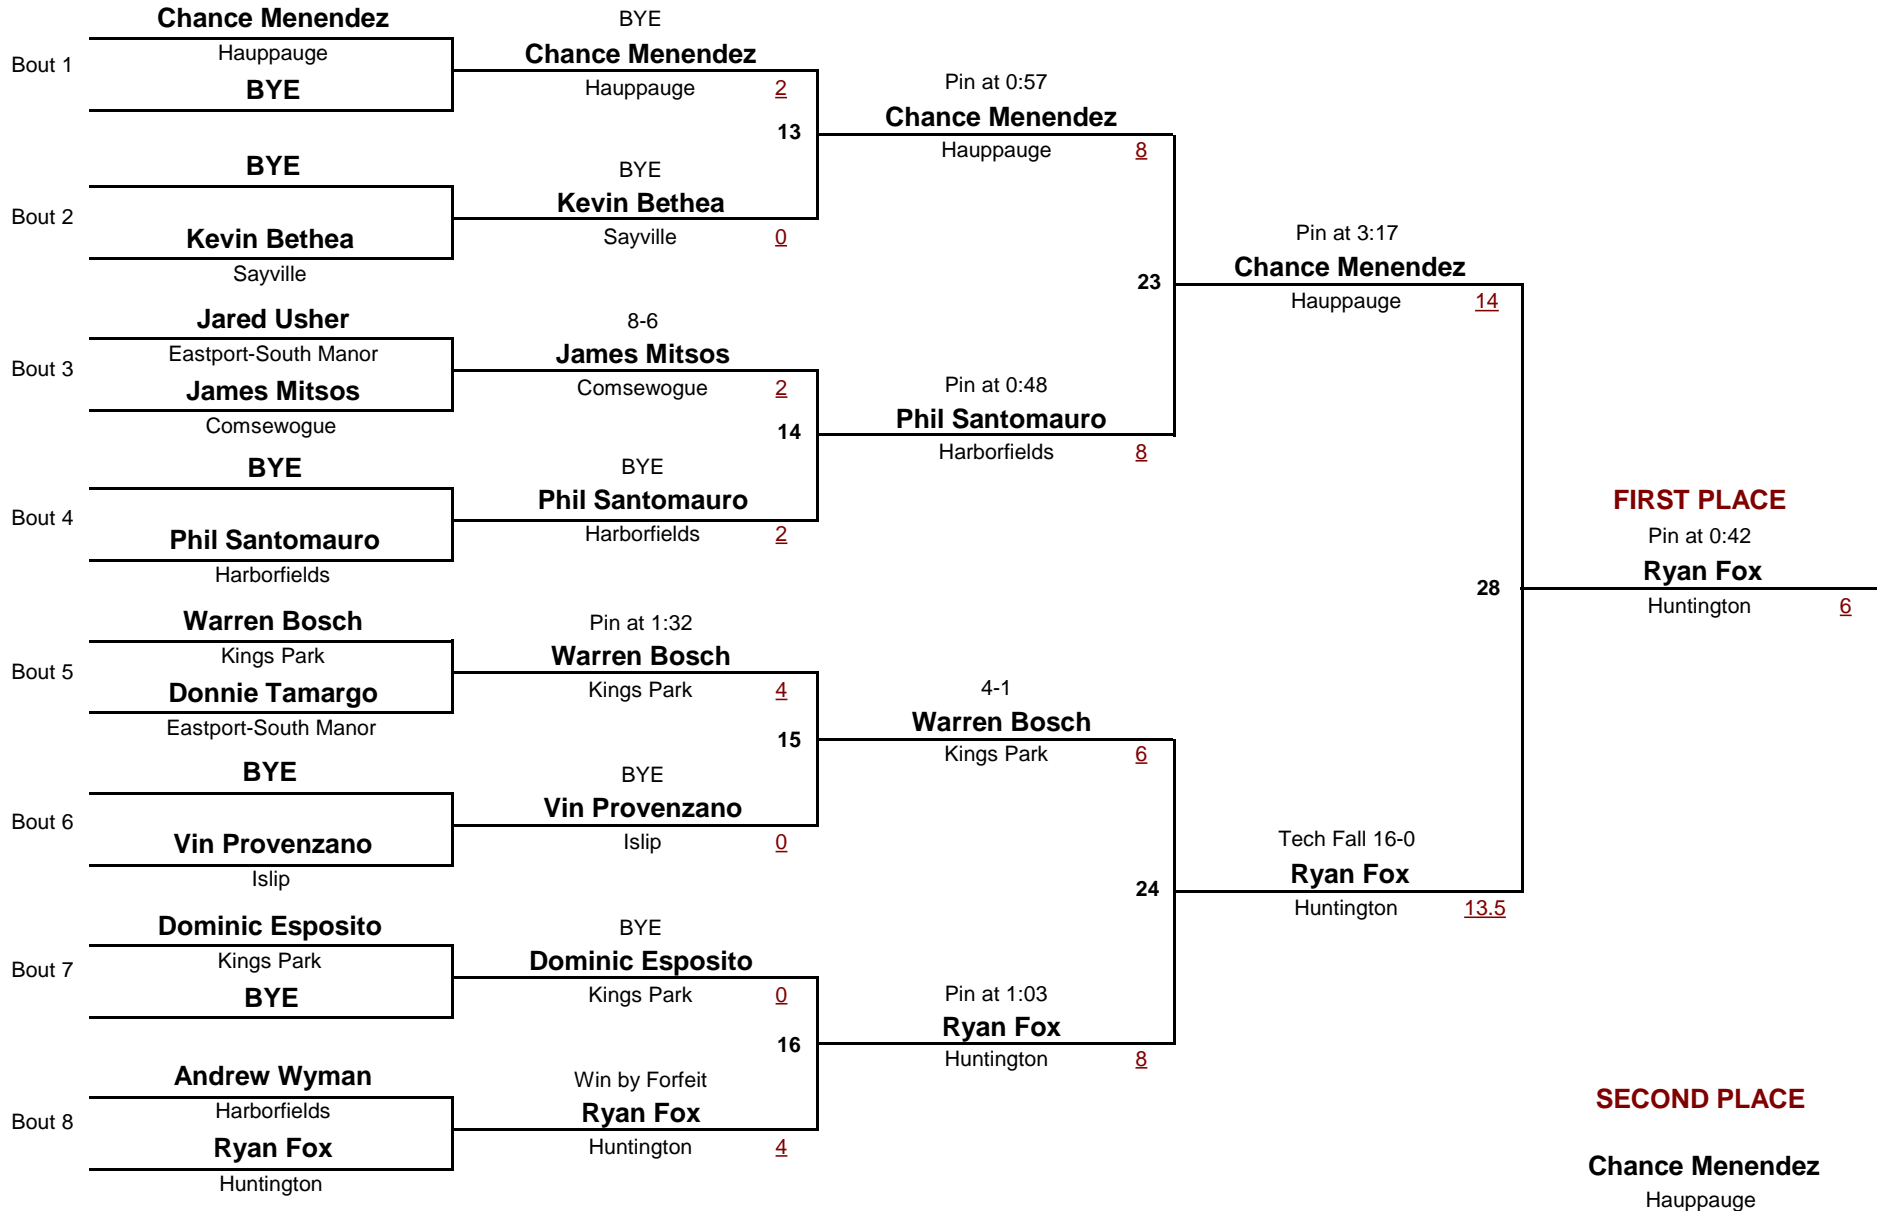 Chance Menendez
Bout 1
Hauppauge
BYE
BYE
Bout 2
Kevin Bethea
Sayville
Jared Usher
Bout 3
Eastport-South Manor
James Mitsos
Comsewogue
BYE
Bout 4
Phil Santomauro
Harborfields
Warren Bosch
Bout 5
Kings Park
Donnie Tamargo
Eastport-South Manor
BYE
Bout 6
Vin Provenzano
Islip
Dominic Esposito
Bout 7
Kings Park
BYE
Andrew Wyman
Bout 8
Harborfields
Ryan Fox
Huntington
BYE
Chance Menendez
Hauppauge 2
13
BYE
Kevin Bethea
Sayville 0
8-6
James Mitsos
Comsewogue 2
14
BYE
Phil Santomauro
Harborfields 2
Pin at 1:32
Warren Bosch
Kings Park 4
15
BYE
Vin Provenzano
Islip 0
BYE
Dominic Esposito
Kings Park 0
16
Win by Forfeit
Ryan Fox
Huntington 4
Pin at 0:57
Chance Menendez
Hauppauge 8
23
Pin at 0:48
Phil Santomauro
Harborfields 8
4-1
Warren Bosch
Kings Park 6
24
Pin at 1:03
Ryan Fox
Huntington 8
Pin at 3:17
Chance Menendez
Hauppauge 14
28
Tech Fall 16-0
Ryan Fox
Huntington 13.5
FIRST PLACE
Pin at 0:42
Ryan Fox
Huntington 6
SECOND PLACE
Chance Menendez
Hauppauge